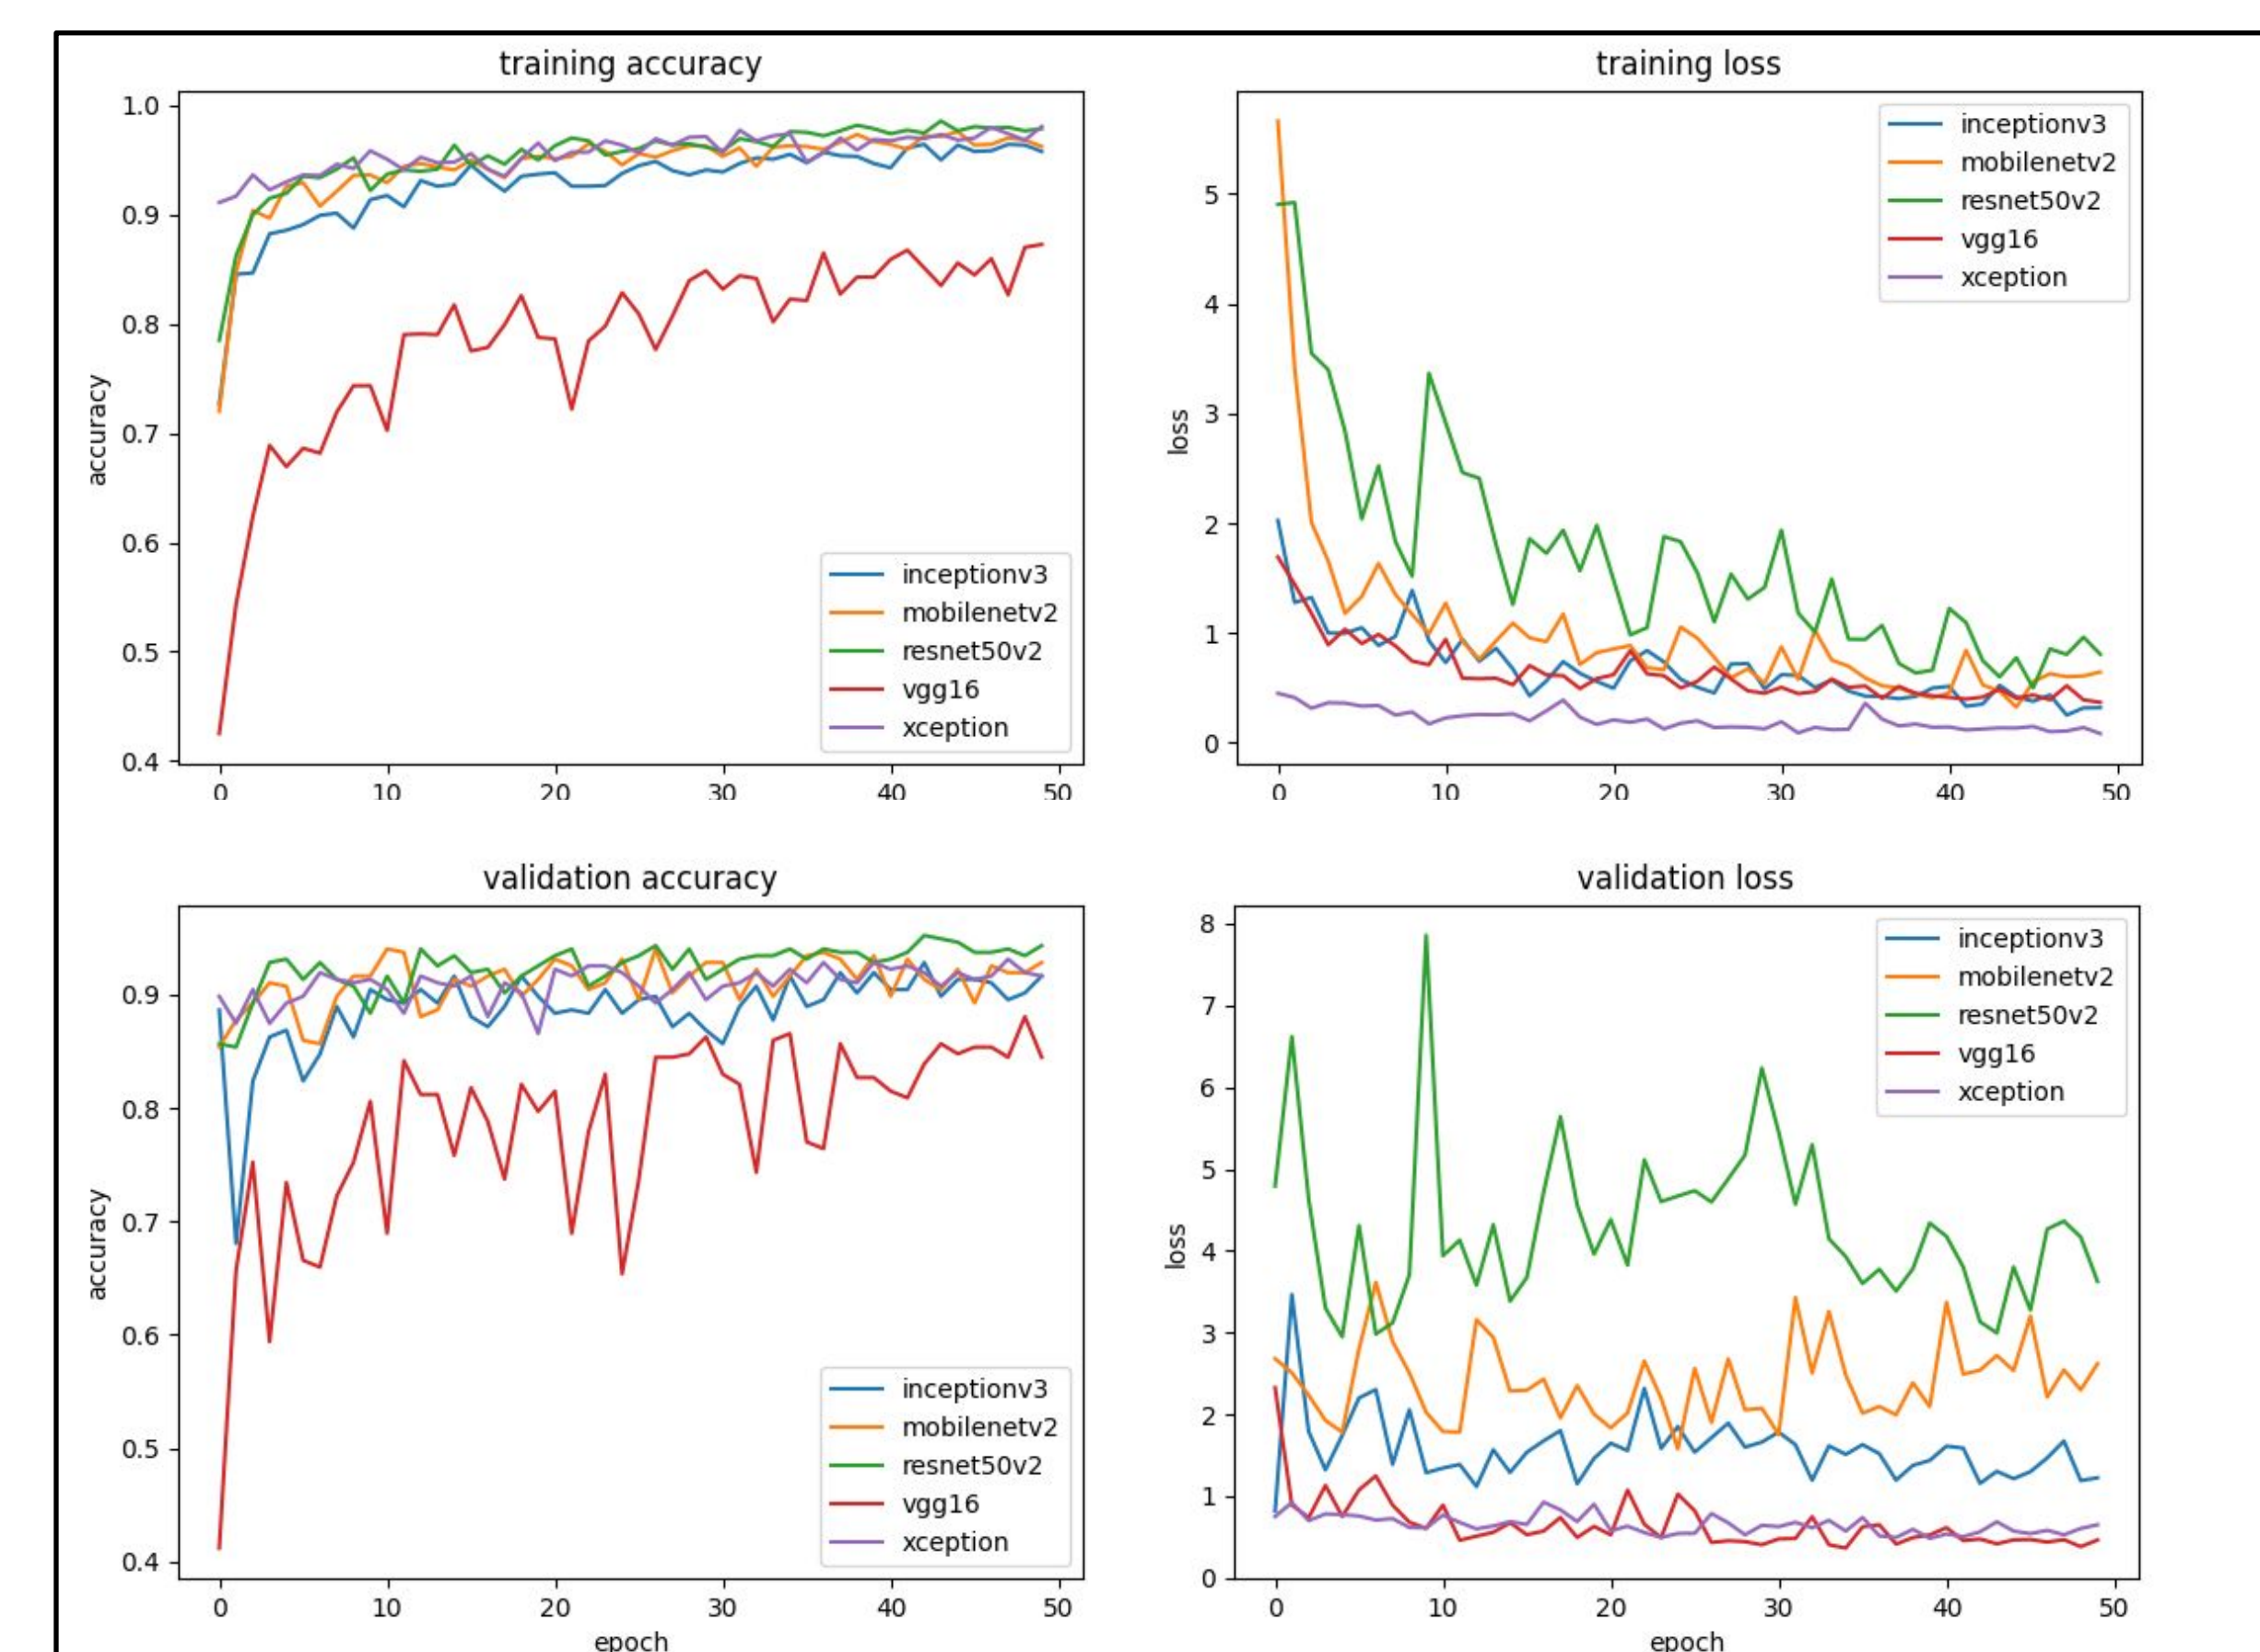 training accuracy
1.0
0.9
0.8
0.7
0.6
0.5
0.4
accuracy
inceptionv3
mobilenetv2
resnet50v2
vgg16
xception
0 10 20 30 40 50
training loss
5
4
3
2
1
0
loss
inceptionv3
mobilenetv2
resnet50v2
vgg16
xception
0 10 20 30 40 50
validation accuracy
0.9
0.8
0.7
0.6
0.5
0.4
accuracy
inceptionv3
mobilenetv2
resnet50v2
vgg16
xception
0 10 20 30 40 50
epoch
validation loss
8
7
6
5
4
3
2
1
0
loss
inceptionv3
mobilenetv2
resnet50v2
vgg16
xception
0 10 20 30 40 50
epoch